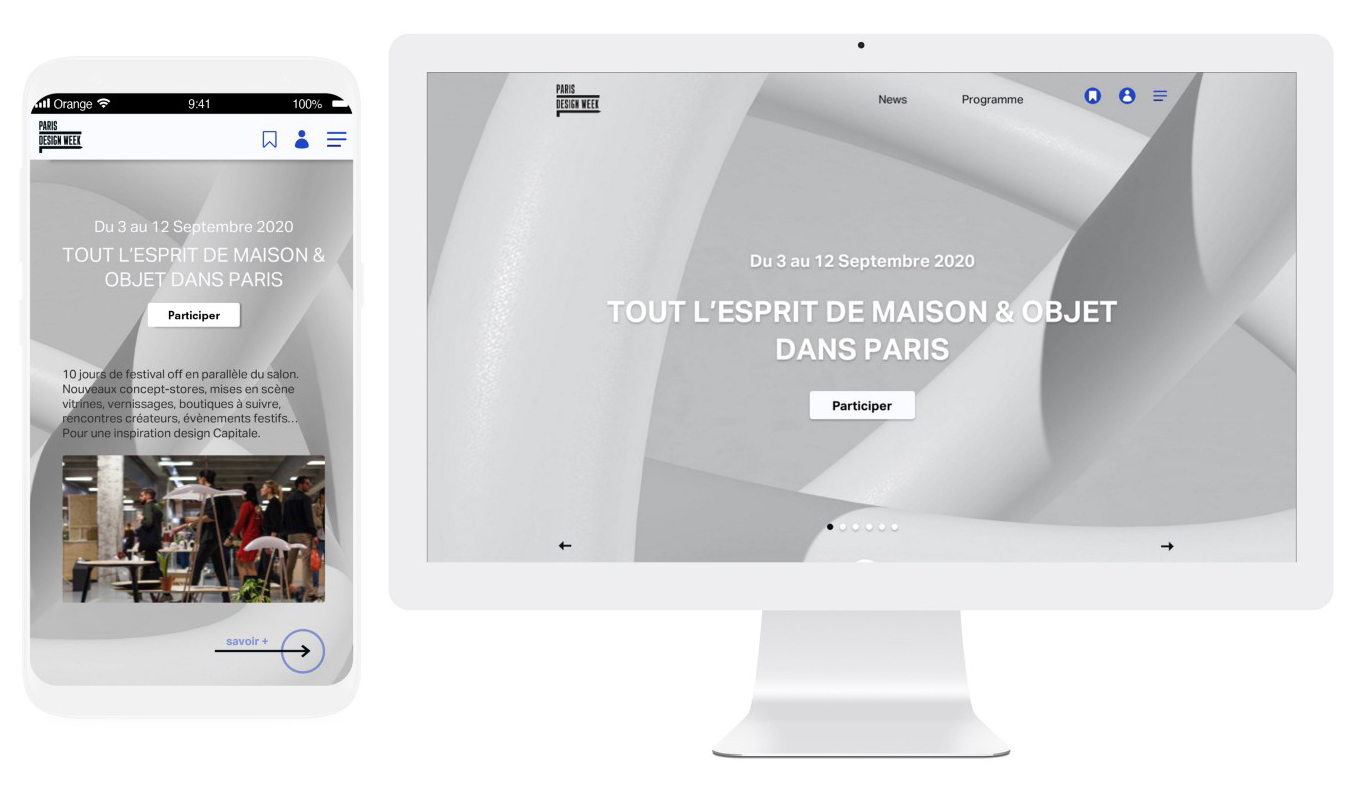 Orange 9:41 100%
PARIS
DESIGN WEEK
Du 3 au 12 Septembre 2020
TOUT L'ESPRIT DE MAISON &
OBJET DANS PARIS
Participer
10 jours de festival off en parallèle du salon.
Nouveaux concept-stores, mises en scène
vitrines, vernissages, boutiques à suivre,
rencontres créateurs, évènements festifs...
Pour une inspiration design Capitale.
savoir +
PARIS
DESIGN WEEK
News Programme
Du 3 au 12 Septembre 2020
TOUT L'ESPRIT DE MAISON & OBJET
DANS PARIS
Participer